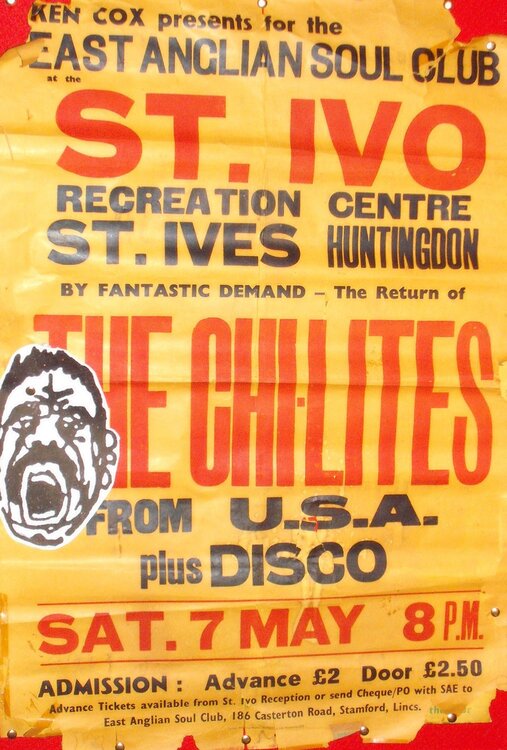 KEN COX presents for the
EAST ANGLIAN SOUL CLUB
at the
ST. IVO
RECREATION CENTRE
ST. IVES HUNTINGDON
BY FANTASTIC DEMAND – The Return of
THE CHI-LITES
FROM U.S.A.
plus DISCO
SAT. 7 MAY 8 P.M.
ADMISSION : Advance £2 Door £2.50
Advance Tickets available from St. Ivo Reception or send Cheque/PO with SAE to
East Anglian Soul Club, 186 Casterton Road, Stamford, Lincs.